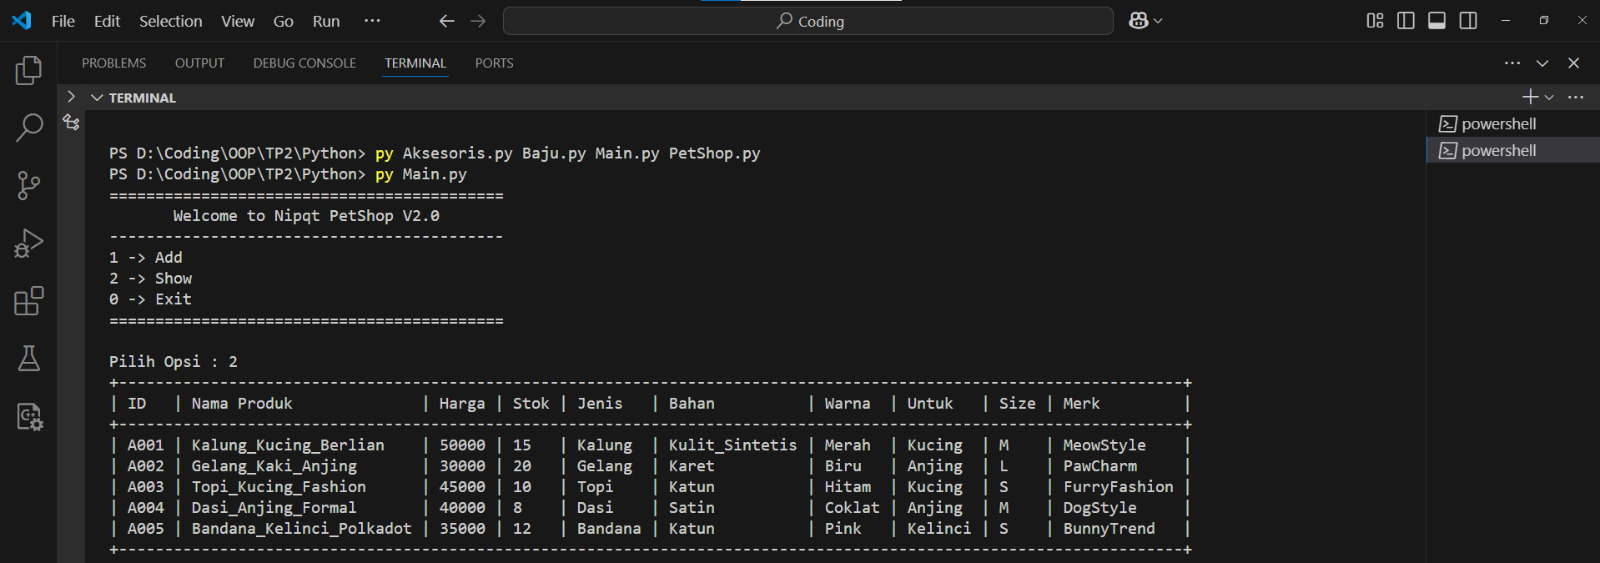 File Edit Selection View Go Run ··· Coding
PROBLEMS OUTPUT DEBUG CONSOLE TERMINAL PORTS
TERMINAL
powershell
powershell
PS D:\Coding\OOP\TP2\Python> py Aksesoris.py Baju.py Main.py PetShop.py
PS D:\Coding\OOP\TP2\Python> py Main.py
===========================================
Welcome to Nipqt PetShop V2.0
-------------------------------------------
1 -> Add
2 -> Show
0 -> Exit
===========================================
Pilih Opsi : 2
+--------------------------------------------------------------------------------------------------------------------+
| ID   | Nama Produk              | Harga | Stok | Jenis   | Bahan          | Warna  | Untuk   | Size | Merk         |
+--------------------------------------------------------------------------------------------------------------------+
| A001 | Kalung_Kucing_Berlian    | 50000 | 15   | Kalung  | Kulit_Sintetis | Merah  | Kucing  | M    | MeowStyle    |
| A002 | Gelang_Kaki_Anjing       | 30000 | 20   | Gelang  | Karet          | Biru   | Anjing  | L    | PawCharm     |
| A003 | Topi_Kucing_Fashion      | 45000 | 10   | Topi    | Katun          | Hitam  | Kucing  | S    | FurryFashion |
| A004 | Dasi_Anjing_Formal       | 40000 | 8    | Dasi    | Satin          | Coklat | Anjing  | M    | DogStyle     |
| A005 | Bandana_Kelinci_Polkadot | 35000 | 12   | Bandana | Katun          | Pink   | Kelinci | S    | BunnyTrend   |
+--------------------------------------------------------------------------------------------------------------------+